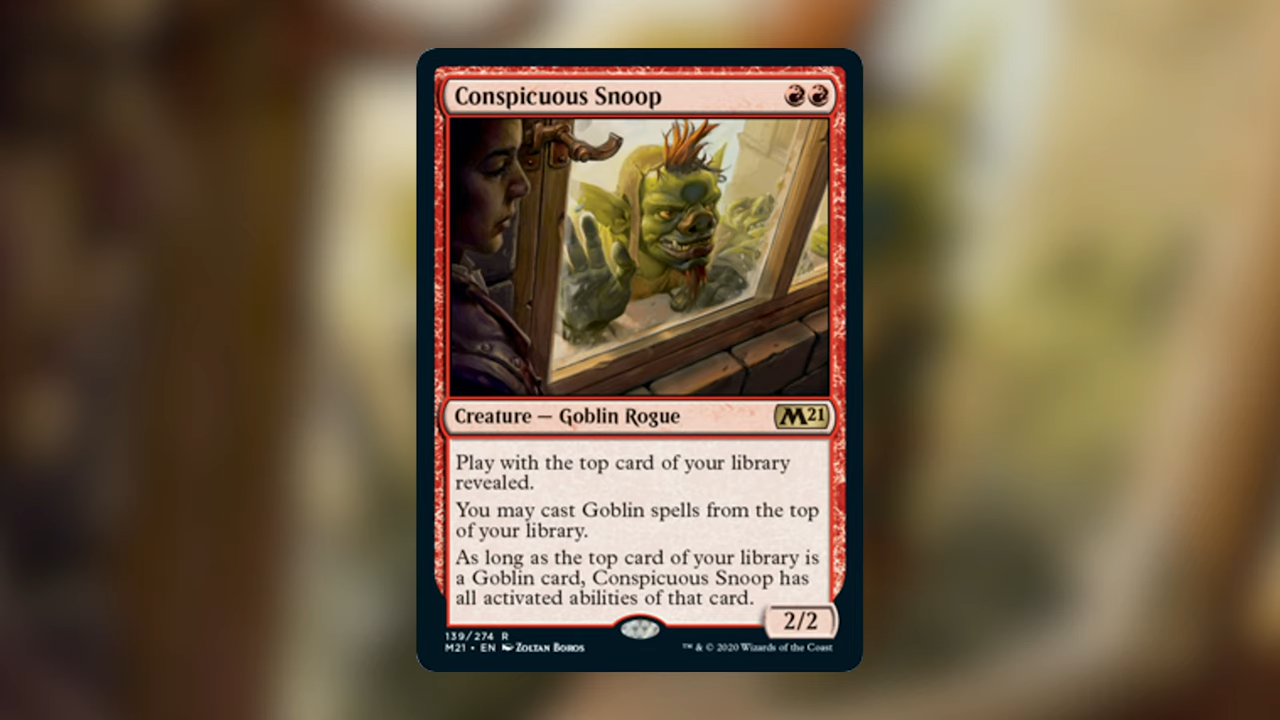 Conspicuous Snoop
Creature — Goblin Rogue
M21
Play with the top card of your library
revealed.
You may cast Goblin spells from the top
of your library.
As long as the top card of your library is
a Goblin card, Conspicuous Snoop has
all activated abilities of that card.
2/2
139/274 R
M21 • EN Zoltan Boros
™ & © 2020 Wizards of the Coast